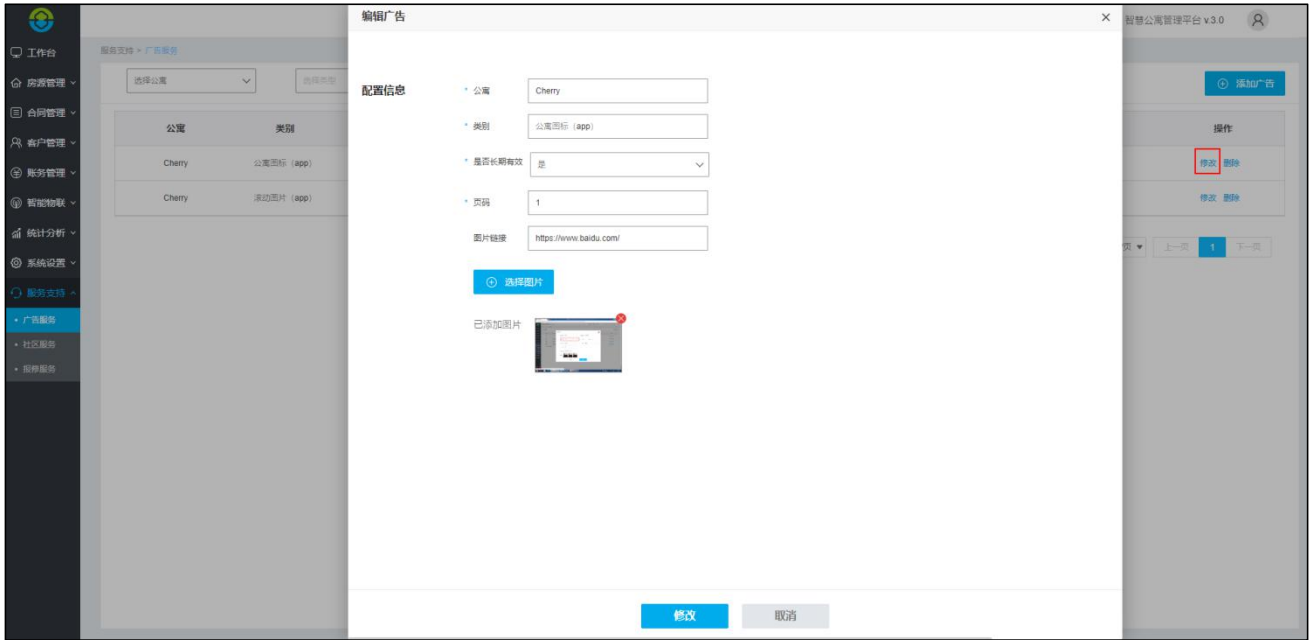 编辑广告
×
智慧公寓管理平台 v.3.0
工作台
房源管理
合同管理
客户管理
账务管理
智能物联
统计分析
系统设置
服务支持
• 广告服务
• 社区服务
• 报修服务
服务支持 > 广告服务
选择公寓
选择类型
添加广告
公寓 类别 操作
Cherry 公寓图标（app） 修改 删除
Cherry 滚动图片（app） 修改 删除
页 上一页 1 下一页
配置信息
* 公寓 Cherry
* 类别 公寓图标（app）
* 是否长期有效 是
* 页码 1
图片链接 https://www.baidu.com/
选择图片
已添加图片
修改 取消